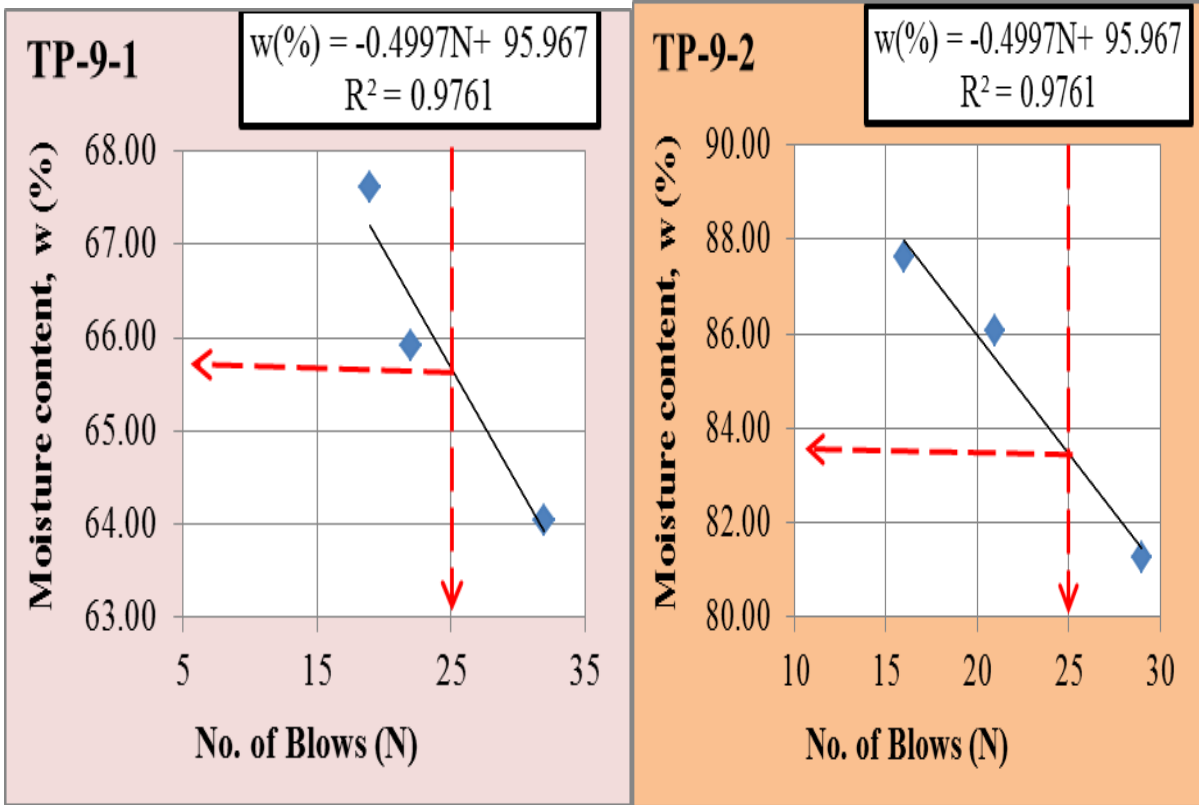 TP-9-1
w(%) = -0.4997N+ 95.967
R² = 0.9761
Moisture content, w (%)
68.00
67.00
66.00
65.00
64.00
63.00
5 15 25 35
No. of Blows (N)
TP-9-2
w(%) = -0.4997N+ 95.967
R² = 0.9761
Moisture content, w (%)
90.00
88.00
86.00
84.00
82.00
80.00
10 15 20 25 30
No. of Blows (N)